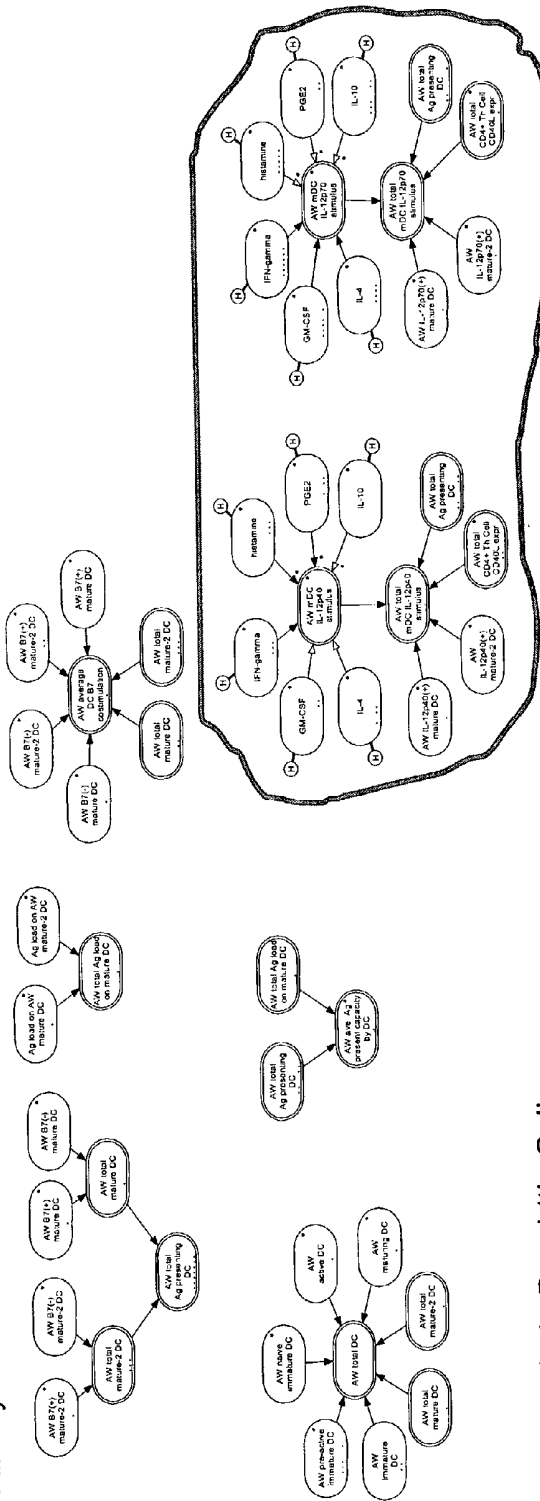 AW B7(+)
mature-2 DC
AW B7(-)
mature-2 DC
AW B7(+)
mature DC
AW B7(-)
mature DC
AW total
mature-2 DC
AW total
mature DC
AW total
Ag presenting
DC
Ag load on AW
mature DC
Ag load on AW
mature-2 DC
AW total Ag load
on mature DC
AW B7(-)
mature-2 DC
AW B7(+)
mature-2 DC
AW B7(-)
mature DC
AW B7(+)
mature DC
AW average
DC B7
costimulation
AW total
mature DC
AW total
mature-2 DC
AW pre-active
immature DC
AW naive
immature DC
AW
active DC
AW
maturing DC
AW total DC
AW
immature DC
AW total
mature DC
AW total
mature-2 DC
AW total
Ag presenting
DC
AW total Ag load
on mature DC
AW ave Ag
present capacity
by DC
H
IFN-gamma
H
histamine
H
GM-CSF
H
PGE2
H
IL-4
H
IL-10
AW mDC
IL-12p40
stimulus
AW total
mDC IL-12p40
stimulus
AW IL-12p40(+)
mature DC
AW
IL-12p40(+)
mature-2 DC
AW total
CD4+ Th Cell
CD40L expr
AW total
Ag presenting
DC
H
IFN-gamma
H
histamine
H
GM-CSF
H
PGE2
H
IL-4
H
IL-10
AW mDC
IL-12p70
stimulus
AW total
mDC IL-12p70
stimulus
AW IL-12p70(+)
mature DC
AW
IL-12p70(+)
mature-2 DC
AW total
CD4+ Th Cell
CD40L expr
AW total
Ag presenting
DC